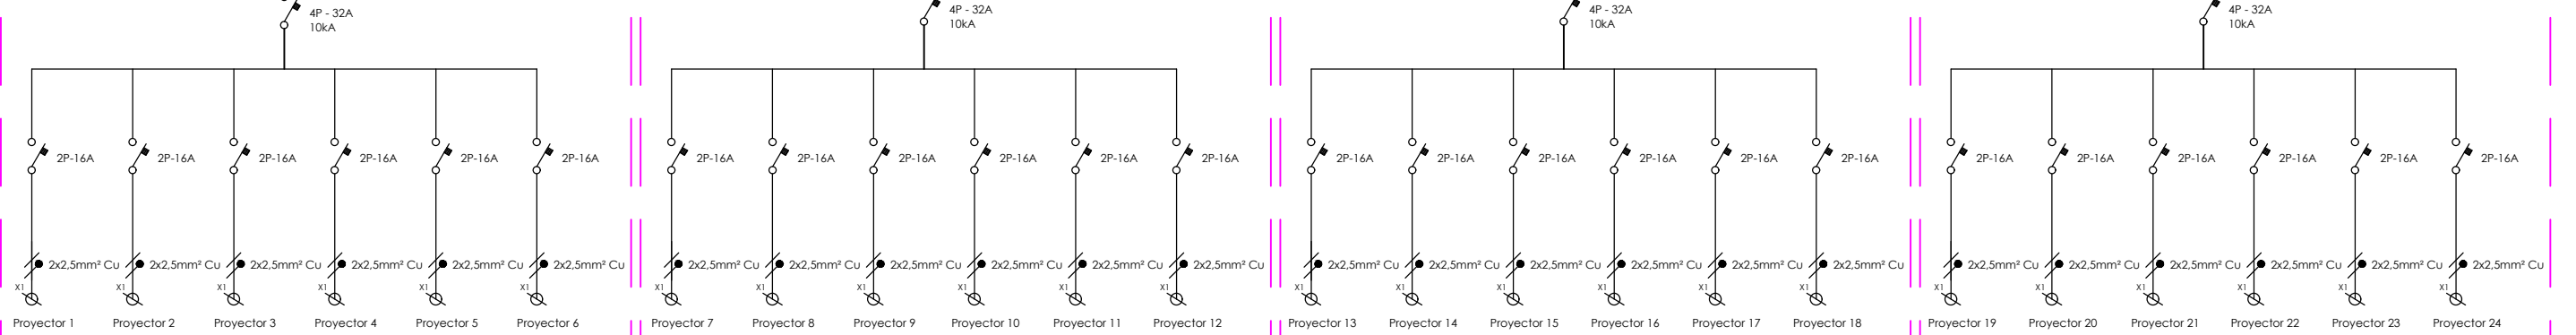 4P - 32A
10kA
4P - 32A
10kA
4P - 32A
10kA
4P - 32A
10kA
2P-16A 2P-16A 2P-16A 2P-16A 2P-16A 2P-16A 2P-16A 2P-16A 2P-16A 2P-16A 2P-16A 2P-16A 2P-16A 2P-16A 2P-16A 2P-16A 2P-16A 2P-16A 2P-16A 2P-16A 2P-16A 2P-16A 2P-16A 2P-16A
2x2,5mm² Cu 2x2,5mm² Cu 2x2,5mm² Cu 2x2,5mm² Cu 2x2,5mm² Cu 2x2,5mm² Cu 2x2,5mm² Cu 2x2,5mm² Cu 2x2,5mm² Cu 2x2,5mm² Cu 2x2,5mm² Cu 2x2,5mm² Cu 2x2,5mm² Cu 2x2,5mm² Cu 2x2,5mm² Cu 2x2,5mm² Cu 2x2,5mm² Cu 2x2,5mm² Cu 2x2,5mm² Cu 2x2,5mm² Cu 2x2,5mm² Cu 2x2,5mm² Cu 2x2,5mm² Cu 2x2,5mm² Cu
X1 X1 X1 X1 X1 X1 X1 X1 X1 X1 X1 X1 X1 X1 X1 X1 X1 X1 X1 X1 X1 X1 X1 X1
Proyector 1 Proyector 2 Proyector 3 Proyector 4 Proyector 5 Proyector 6 Proyector 7 Proyector 8 Proyector 9 Proyector 10 Proyector 11 Proyector 12 Proyector 13 Proyector 14 Proyector 15 Proyector 16 Proyector 17 Proyector 18 Proyector 19 Proyector 20 Proyector 21 Proyector 22 Proyector 23 Proyector 24